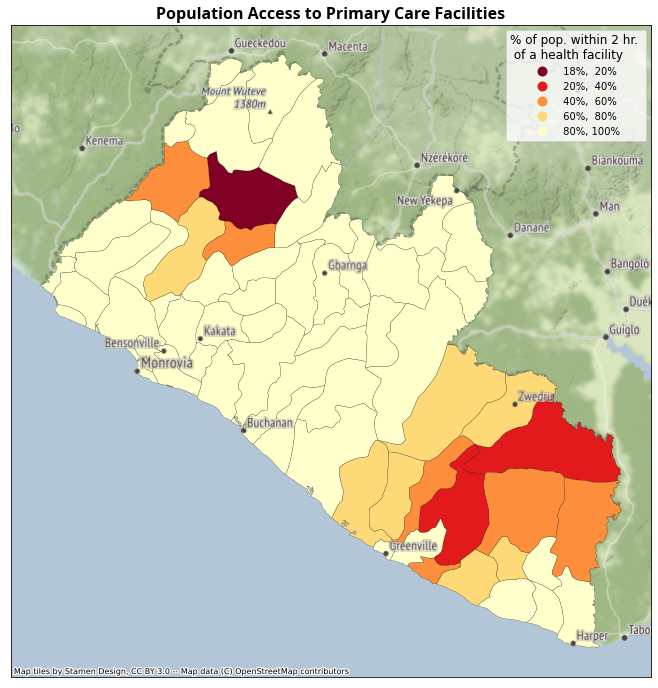 Population Access to Primary Care Facilities
% of pop. within 2 hr.
of a health facility
18%, 20%
20%, 40%
40%, 60%
60%, 80%
80%, 100%
Gueckedou
Macenta
Mount Wuteve
1380m
Kenema
Nzérékoré
Biankouma
New Yekepa
Man
Danané
Bangolo
Gbarnga
Guiglo
Kakata
Bensonville
Monrovia
Zwedru
Buchanan
Greenville
Harper
Tabo
Map tiles by Stamen Design, CC BY 3.0 -- Map data (C) OpenStreetMap contributors